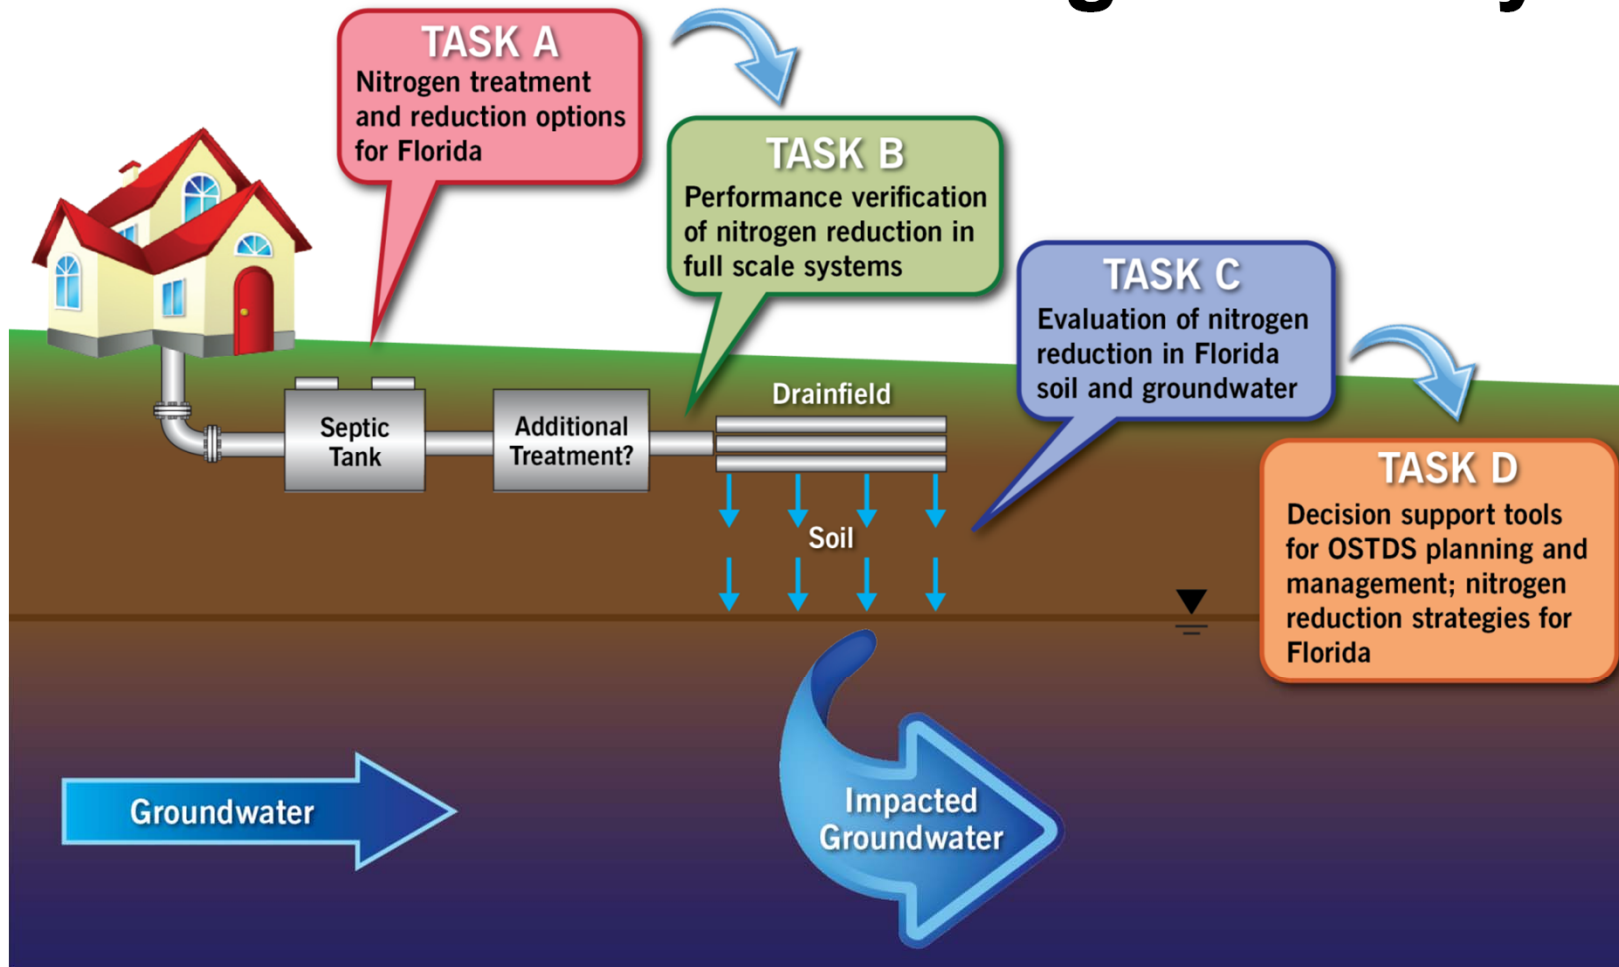 TASK A
Nitrogen treatment
and reduction options
for Florida
TASK B
Performance verification
of nitrogen reduction in
full scale systems
TASK C
Evaluation of nitrogen
reduction in Florida
soil and groundwater
TASK D
Decision support tools
for OSTDS planning and
management; nitrogen
reduction strategies for
Florida
Septic
Tank
Additional
Treatment?
Drainfield
Soil
Groundwater
Impacted
Groundwater